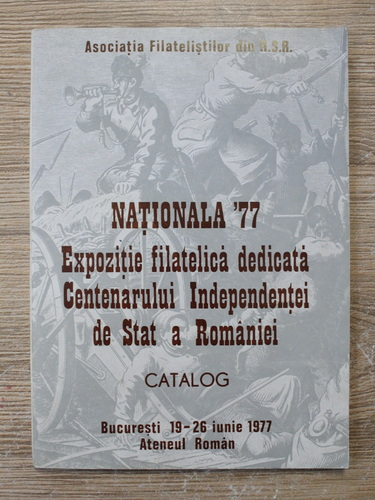 Asociația Filateliștilor din R.S.R.
NAȚIONALA '77
Expoziție filatelică dedicată
Centenarului Independenței
de Stat a României
CATALOG
București 19-26 iunie 1977
Ateneul Român